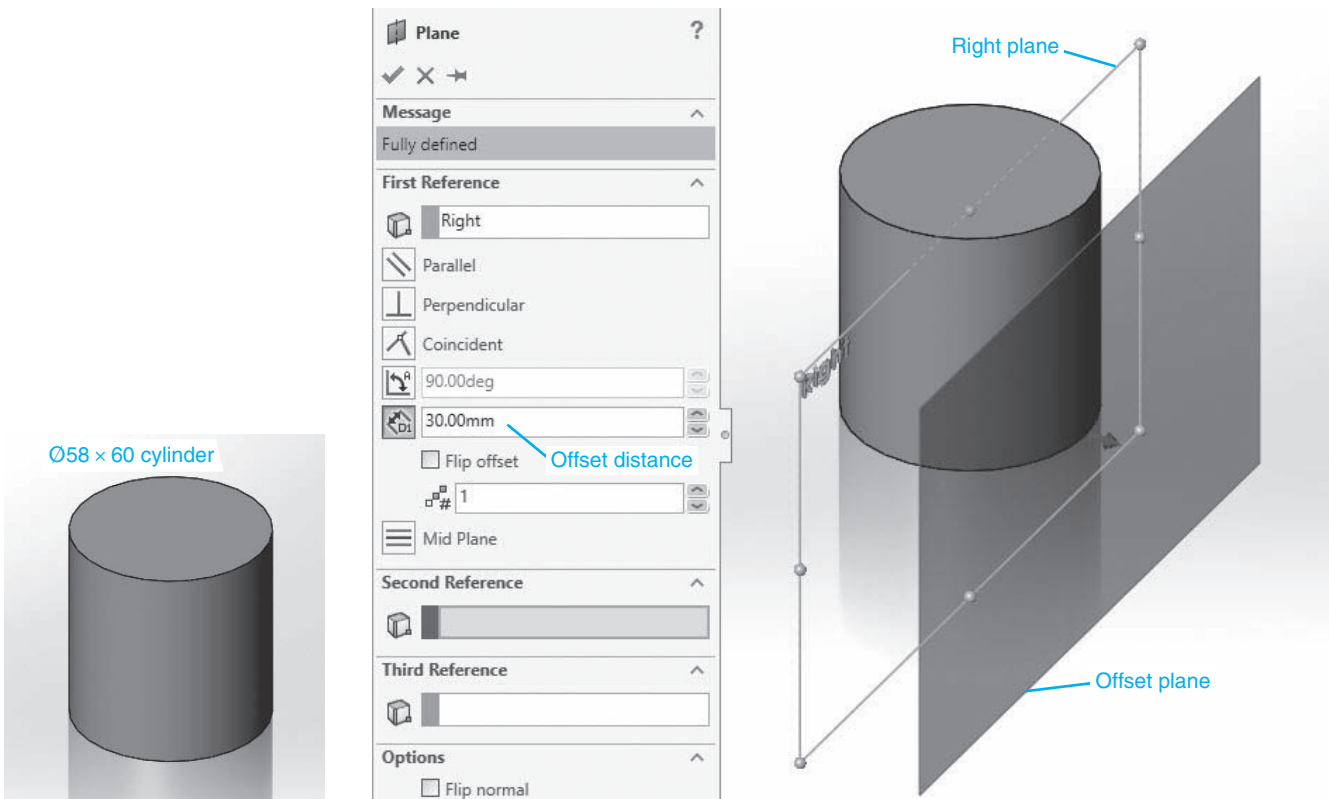 Ø58 × 60 cylinder
Plane
?
Message
Fully defined
First Reference
Right
Parallel
Perpendicular
Coincident
90.00deg
D1
30.00mm
Flip offset
Offset distance
# 1
Mid Plane
Second Reference
Third Reference
Options
Flip normal
Right plane
Right
Offset plane